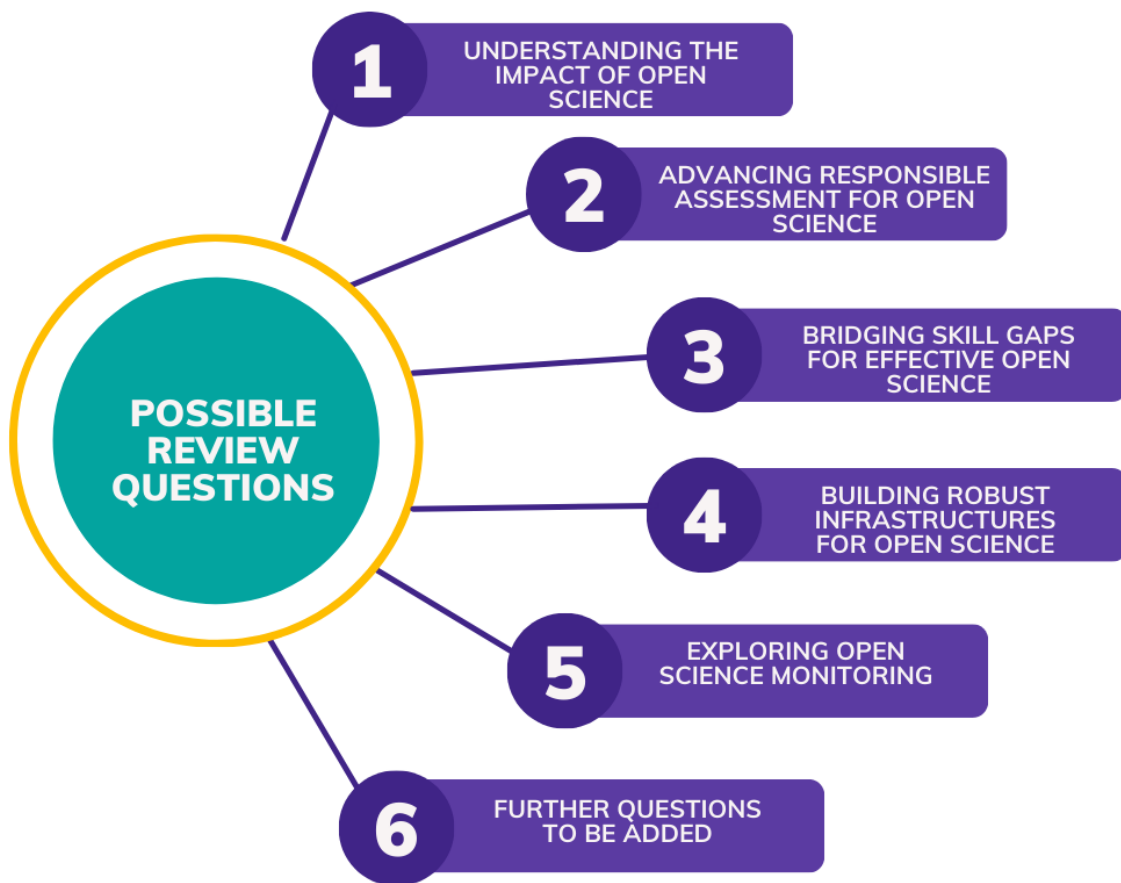 1
UNDERSTANDING THE
IMPACT OF OPEN
SCIENCE
2
ADVANCING RESPONSIBLE
ASSESSMENT FOR OPEN
SCIENCE
3
BRIDGING SKILL GAPS
FOR EFFECTIVE OPEN
SCIENCE
POSSIBLE
REVIEW
QUESTIONS
4
BUILDING ROBUST
INFRASTRUCTURES
FOR OPEN SCIENCE
5
EXPLORING OPEN
SCIENCE MONITORING
6
FURTHER QUESTIONS
TO BE ADDED